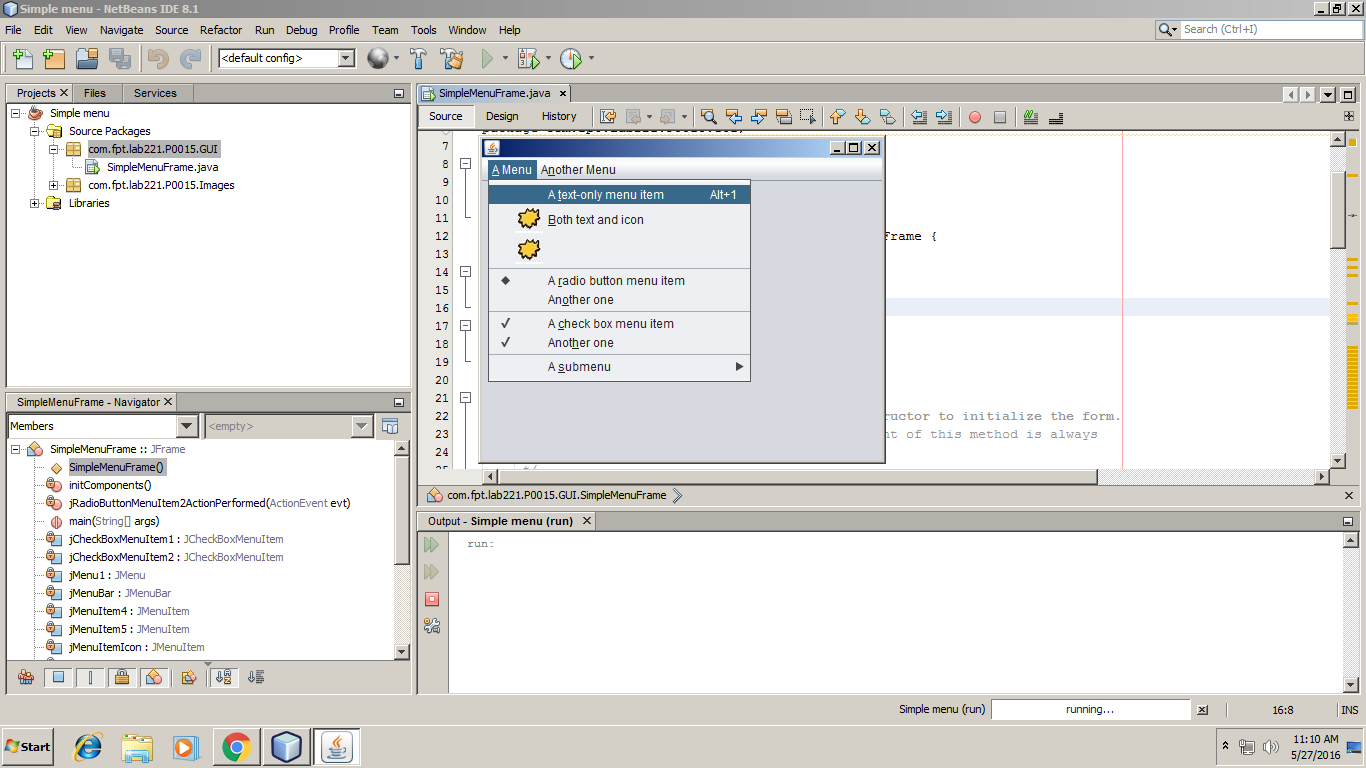 Simple menu - NetBeans IDE 8.1
File Edit View Navigate Source Refactor Run Debug Profile Team Tools Window Help
Search (Ctrl+I)
<default config>
Projects Files Services
Simple menu
Source Packages
com.fpt.lab221.P0015.GUI
SimpleMenuFrame.java
com.fpt.lab221.P0015.Images
Libraries
SimpleMenuFrame - Navigator
Members
<empty>
SimpleMenuFrame :: JFrame
SimpleMenuFrame()
initComponents()
jRadioButtonMenuItem2ActionPerformed(ActionEvent evt)
main(String[] args)
jCheckBoxMenuItem1 : JCheckBoxMenuItem
jCheckBoxMenuItem2 : JCheckBoxMenuItem
jMenu1 : JMenu
jMenuBar : JMenuBar
jMenuItem4 : JMenuItem
jMenuItem5 : JMenuItem
jMenuItemIcon : JMenuItem
SimpleMenuFrame.java
Source Design History
7
8
9
10
11
12 Frame {
13
14
15
16
17
18
19
20
21
22 ructor to initialize the form.
23 nt of this method is always
24
*/
A Menu Another Menu
A text-only menu item Alt+1
Both text and icon
A radio button menu item
Another one
A check box menu item
Another one
A submenu
com.fpt.lab221.P0015.GUI.SimpleMenuFrame
Output - Simple menu (run)
run:
Simple menu (run) running... 16:8 INS
Start
11:10 AM
5/27/2016